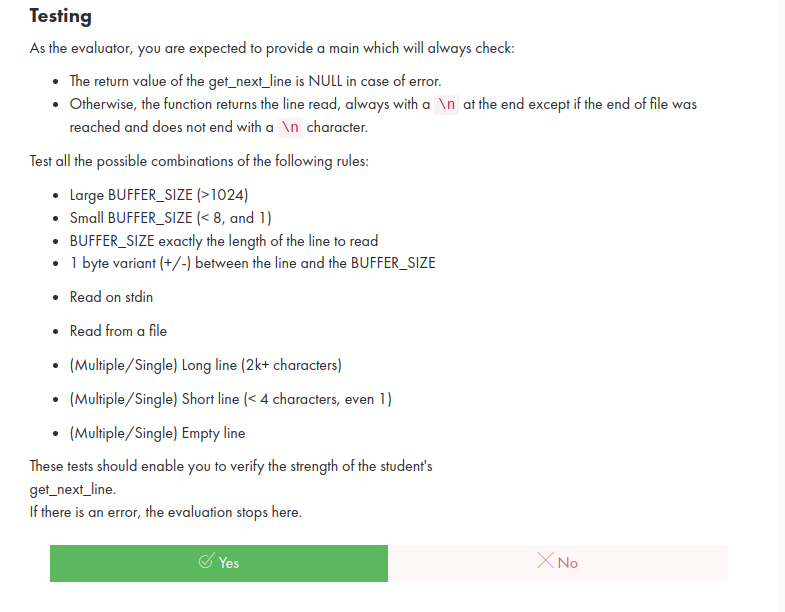 Testing
As the evaluator, you are expected to provide a main which will always check:
• The return value of the get_next_line is NULL in case of error.
• Otherwise, the function returns the line read, always with a \n at the end except if the end of file was
reached and does not end with a \n character.
Test all the possible combinations of the following rules:
• Large BUFFER_SIZE (>1024)
• Small BUFFER_SIZE (< 8, and 1)
• BUFFER_SIZE exactly the length of the line to read
• 1 byte variant (+/-) between the line and the BUFFER_SIZE
• Read on stdin
• Read from a file
• (Multiple/Single) Long line (2k+ characters)
• (Multiple/Single) Short line (< 4 characters, even 1)
• (Multiple/Single) Empty line
These tests should enable you to verify the strength of the student's
get_next_line.
If there is an error, the evaluation stops here.
Yes
No